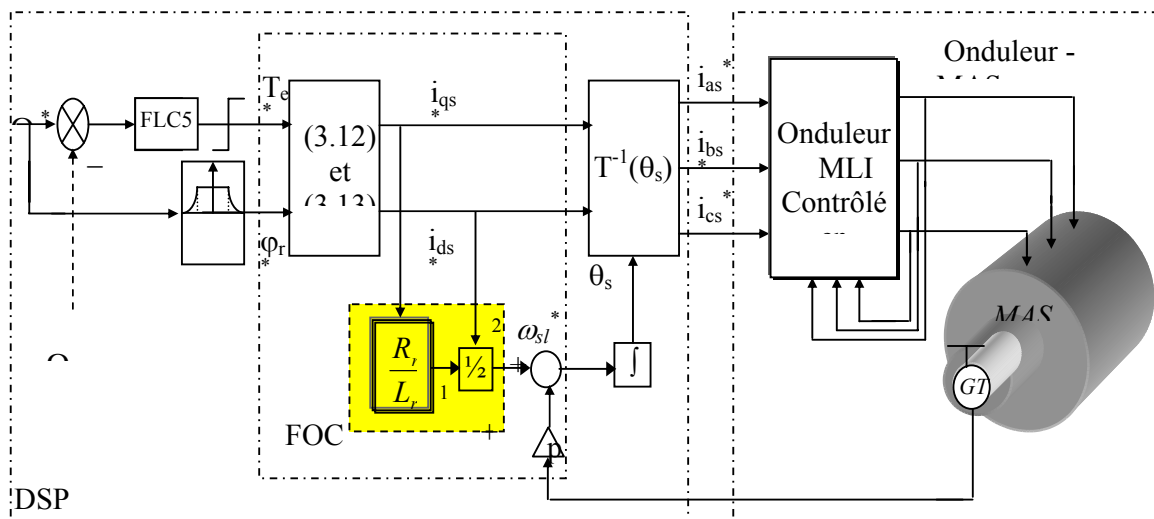 Onduleur -
T_e
*
i_qs
*
i_as*
FLC5
(3.12)
et
T⁻¹(θ_s)
i_bs
*
Onduleur
MLI
Contrôlé
−
φ_r
*
i_ds
*
i_cs*
θ_s
MAS
R_r
L_r
1
½
2
ω_sl*
+
∫
GT
FOC
+
p
DSP